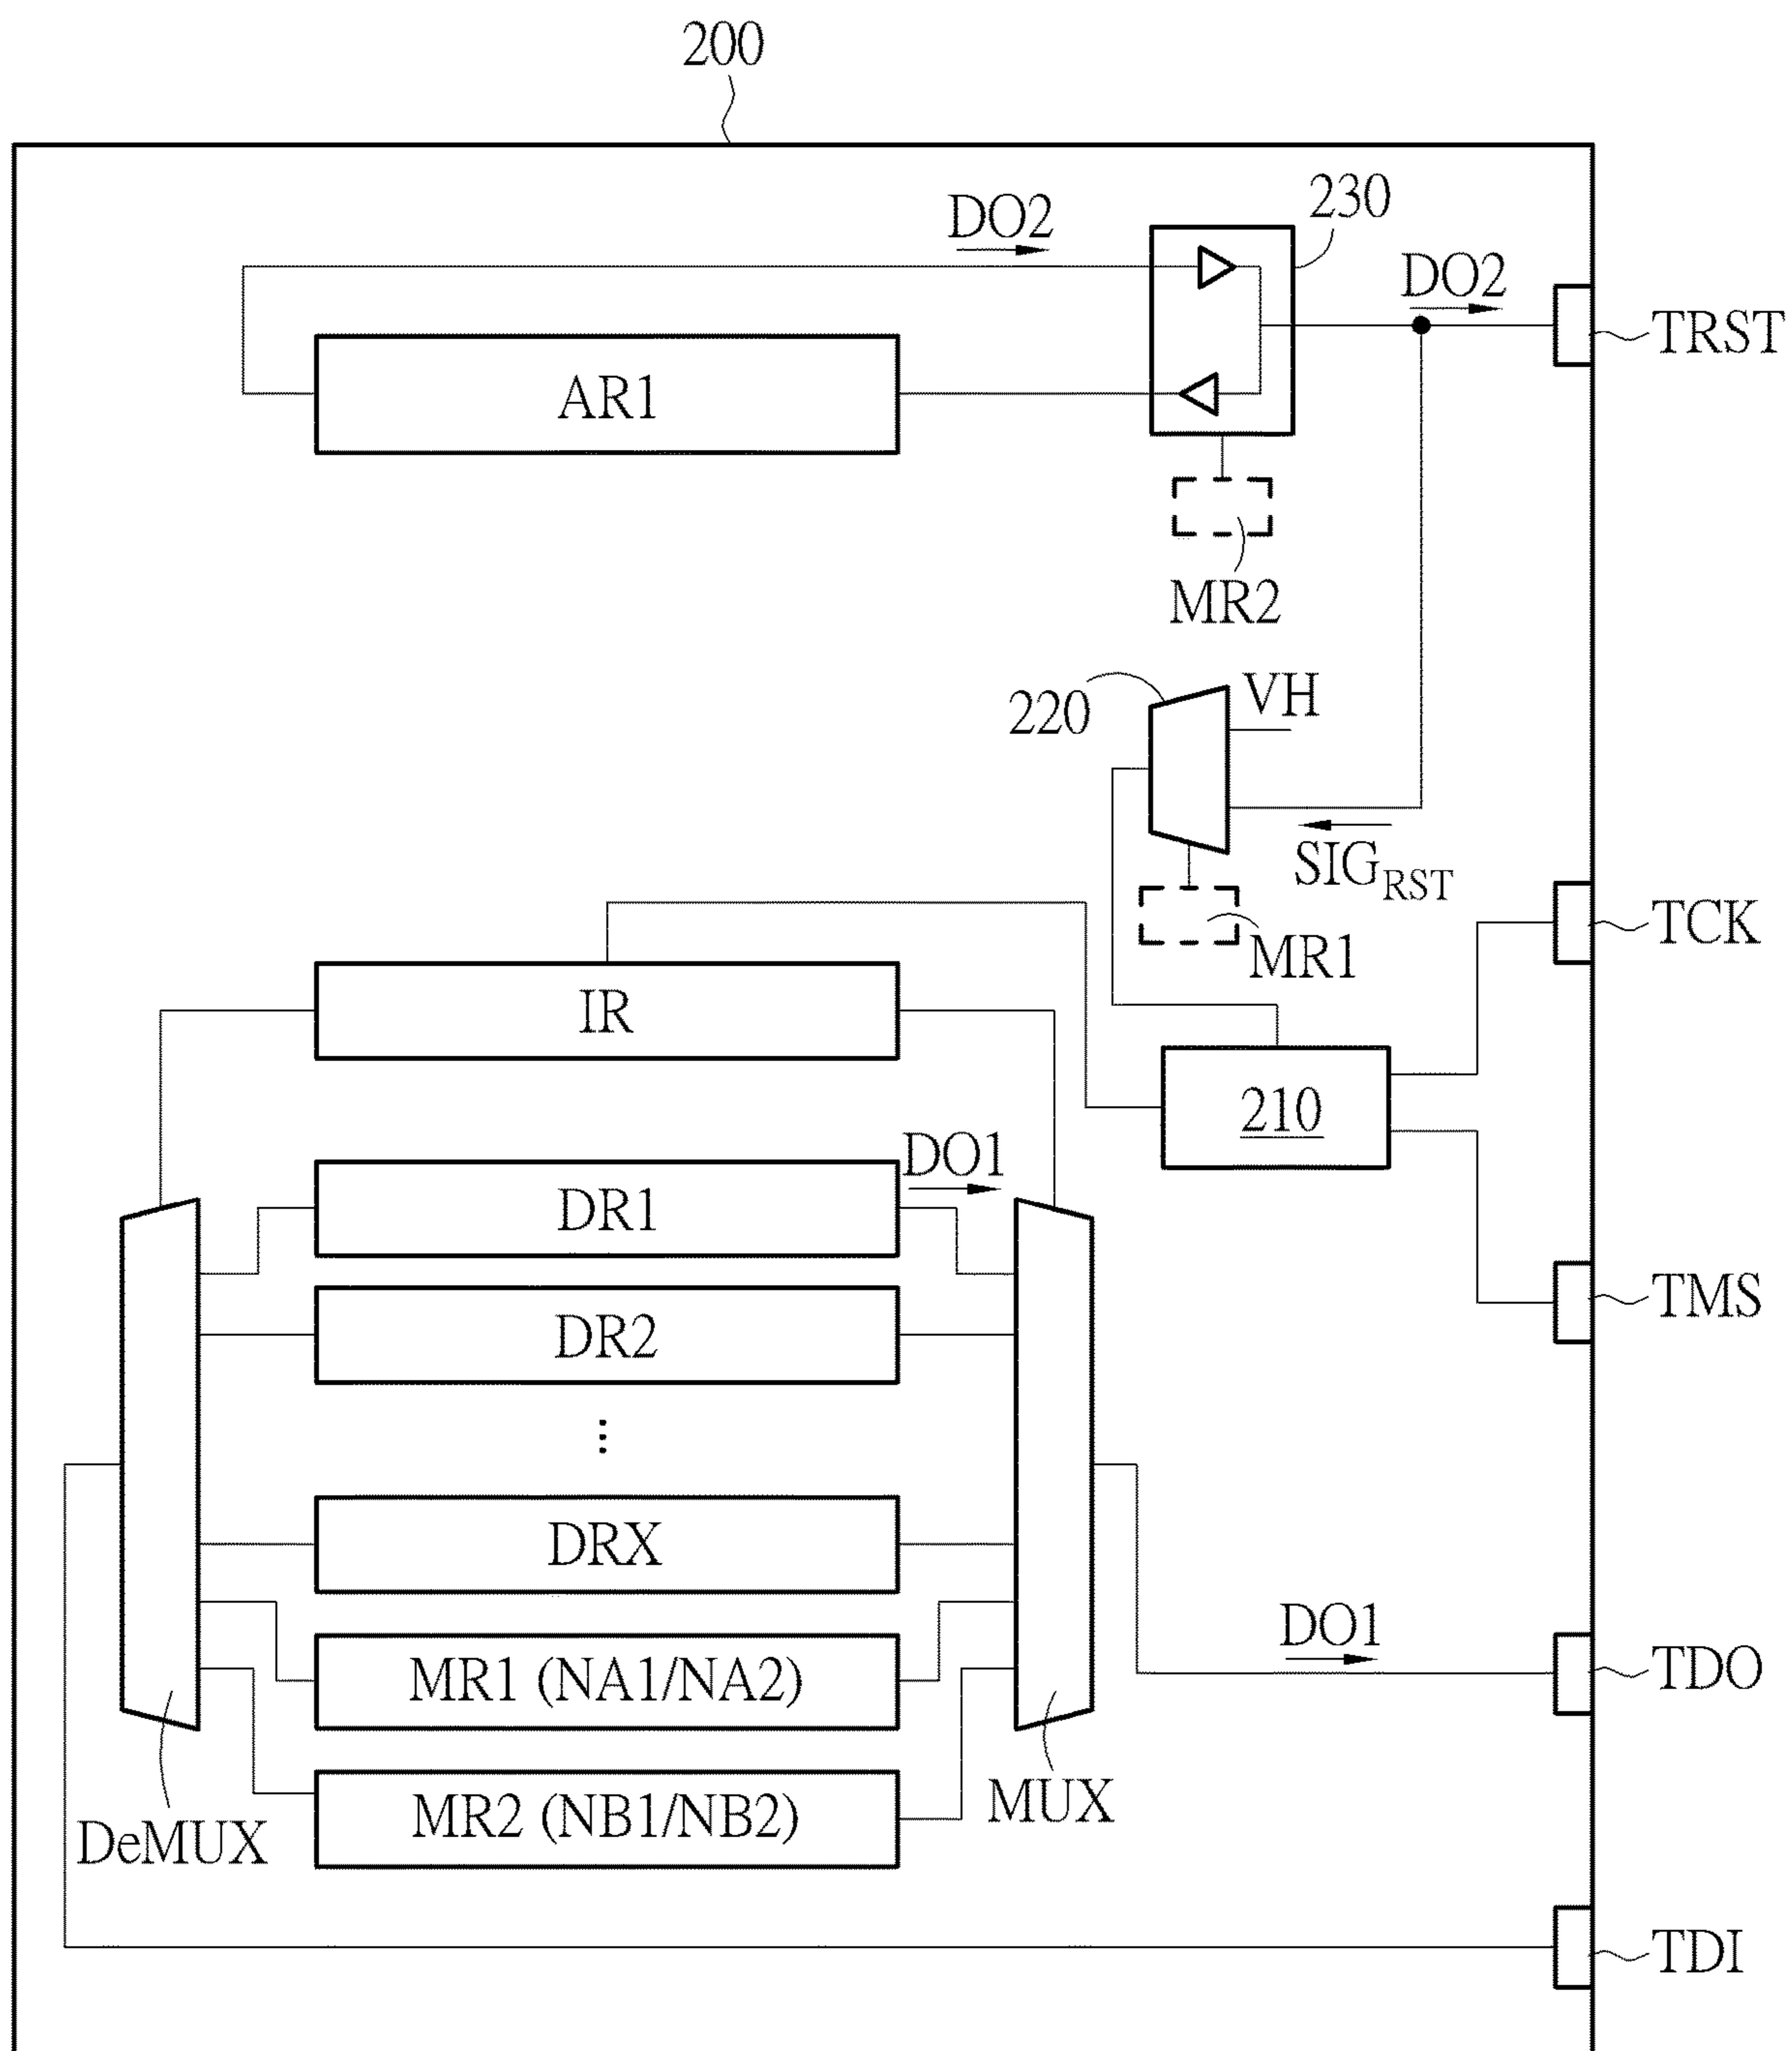 200
DO2
230
DO2
TRST
AR1
MR2
220
VH
SIG_RST
TCK
MR1
IR
210
DO1
DR1
TMS
DR2
⋮
DRX
DO1
TDO
MR1 (NA1/NA2)
MUX
MR2 (NB1/NB2)
DeMUX
TDI